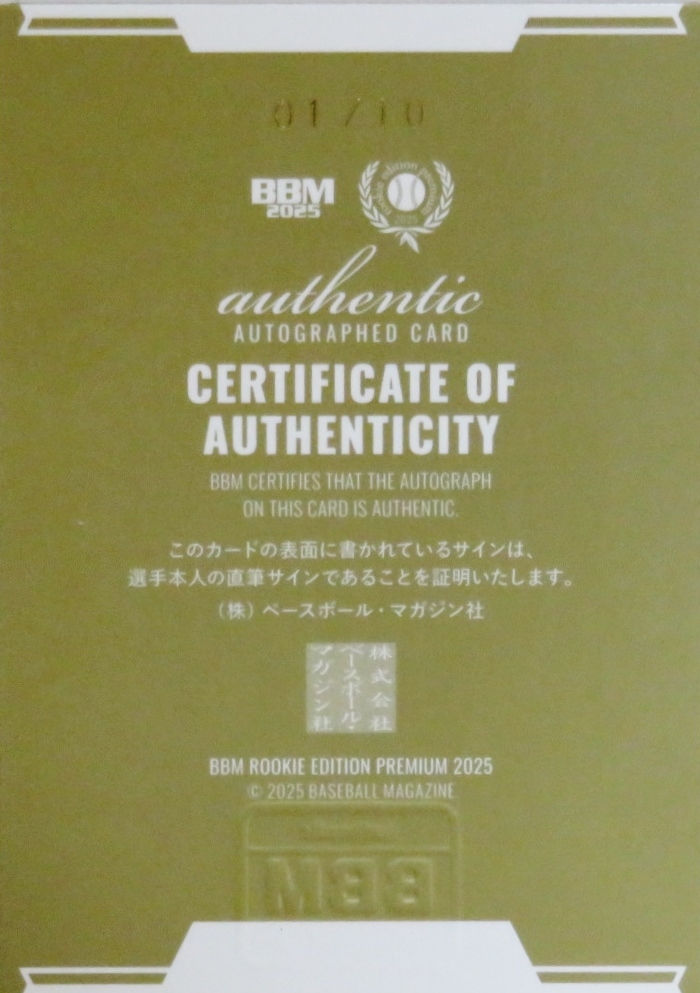 01/10
BBM
2025
rookie edition premium
2025
authentic
AUTOGRAPHED CARD
CERTIFICATE OF
AUTHENTICITY
BBM CERTIFIES THAT THE AUTOGRAPH
ON THIS CARD IS AUTHENTIC.
このカードの表面に書かれているサインは、
選手本人の直筆サインであることを証明いたします。
(株) ベースボール・マガジン社
株式会社
ベースボール・
マガジン社
BBM ROOKIE EDITION PREMIUM 2025
© 2025 BASEBALL MAGAZINE
BBM